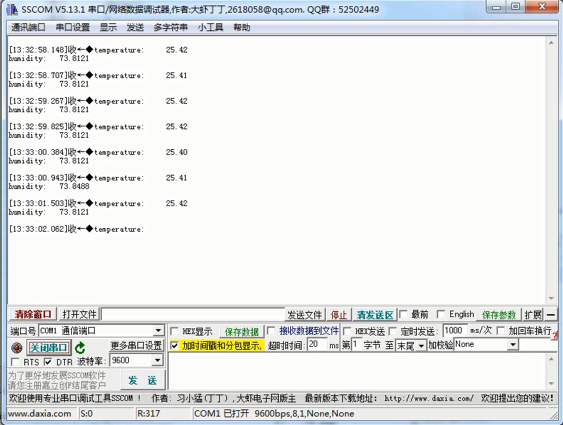 SSCOM V5.13.1 串口/网络数据调试器,作者:大虾丁丁,2618058@qq.com. QQ群：52502449
通讯端口 串口设置 显示 发送 多字符串 小工具 帮助
[13:32:58.148]收←◆temperature: 25.42
humidity: 73.8121
[13:32:58.707]收←◆temperature: 25.41
humidity: 73.8121
[13:32:59.267]收←◆temperature: 25.42
humidity: 73.8121
[13:32:59.825]收←◆temperature: 25.41
humidity: 73.8121
[13:33:00.384]收←◆temperature: 25.40
humidity: 73.8121
[13:33:00.943]收←◆temperature: 25.41
humidity: 73.8488
[13:33:01.503]收←◆temperature: 25.42
humidity: 73.8121
[13:33:02.062]收←◆temperature:
清除窗口 打开文件 发送文件 停止 清发送区 最前 English 保存参数 扩展 —
端口号 COM1 通信端口 HEX显示 保存数据 接收数据到文件 HEX发送 定时发送: 1000 ms/次 加回车换行
关闭串口 更多串口设置 加时间戳和分包显示, 超时时间: 20 ms 第 1 字节 至 末尾 加校验 None
RTS DTR 波特率: 9600
为了更好地发展SSCOM软件
请您注册嘉立创F结尾客户
发 送
欢迎使用专业串口调试工具SSCOM ! 作者: 习小猛(丁丁) ,大虾电子网版主 最新版本下载地址: http://www.daxia.com/ 欢迎提出您的建议!
www.daxia.com S:0 R:317 COM1 已打开 9600bps,8,1,None,None